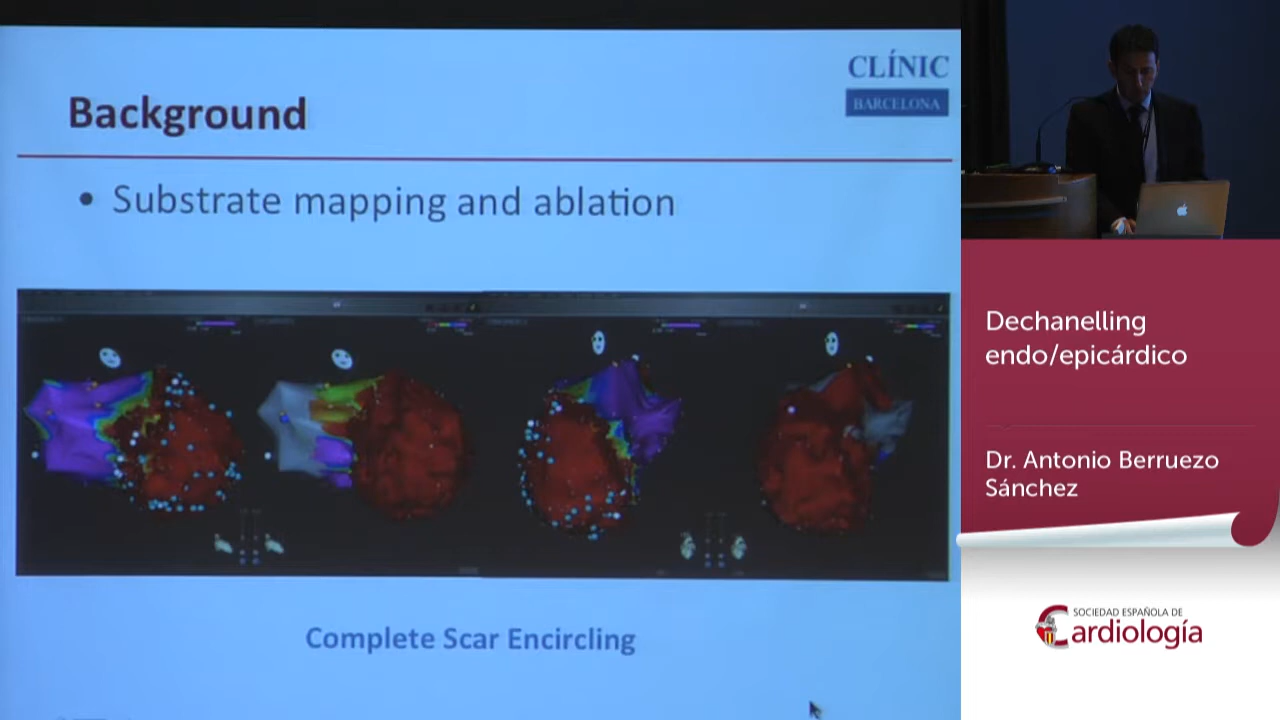 Background
CLÍNIC
BARCELONA
• Substrate mapping and ablation
Complete Scar Encircling
Dechanelling
endo/epicárdico
Dr. Antonio Berruezo
Sánchez
SOCIEDAD ESPAÑOLA DE
Cardiología